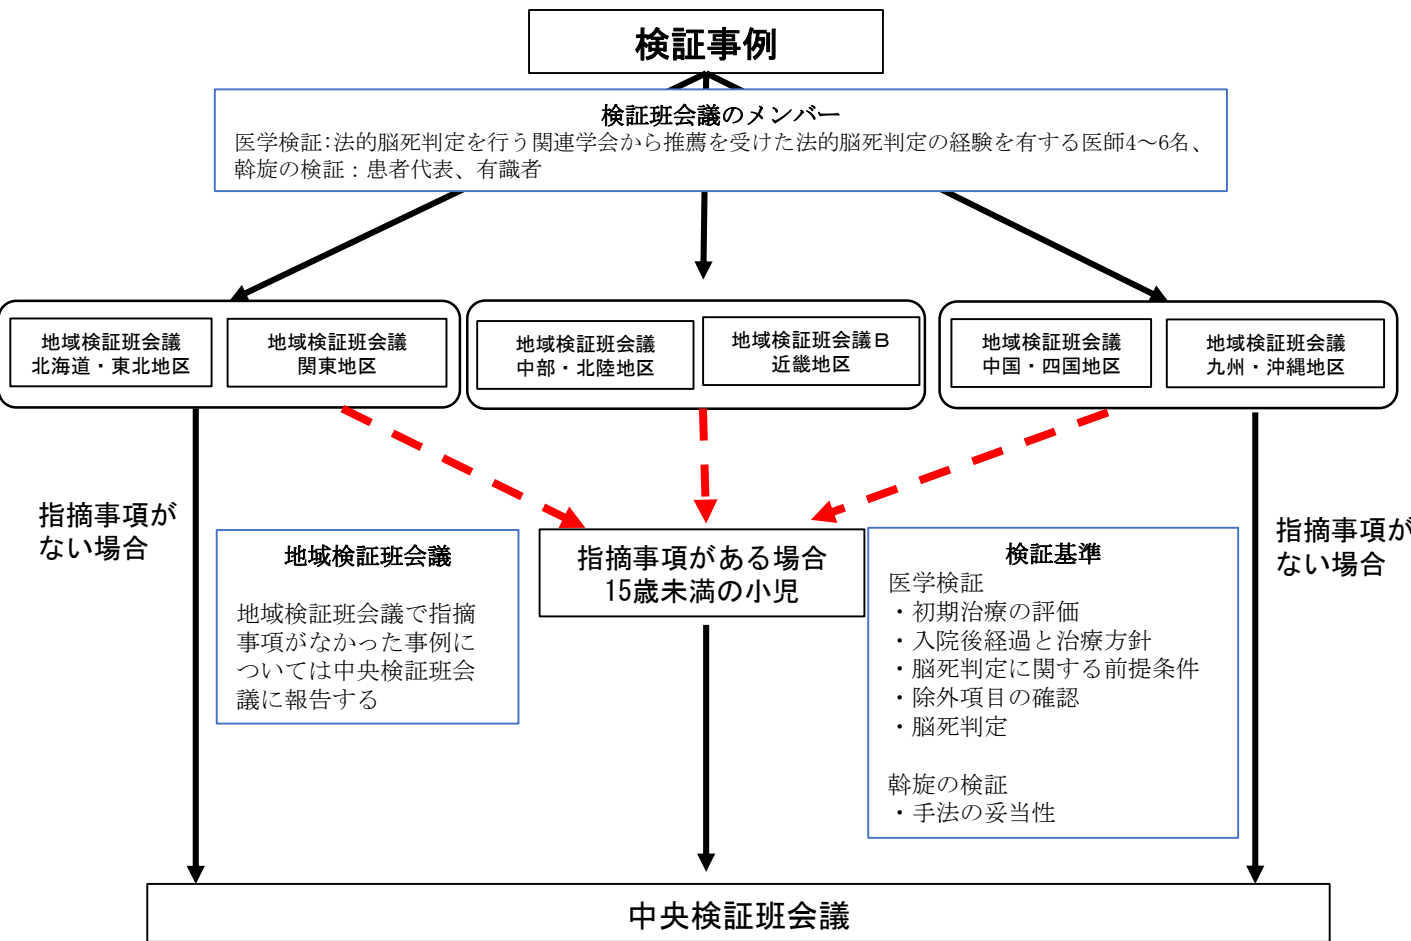 検証事例
検証班会議のメンバー
医学検証：法的脳死判定を行う関連学会から推薦を受けた法的脳死判定の経験を有する医師4～6名、
斡旋の検証：患者代表、有識者
地域検証班会議
北海道・東北地区
地域検証班会議
関東地区
地域検証班会議
中部・北陸地区
地域検証班会議Ｂ
近畿地区
地域検証班会議
中国・四国地区
地域検証班会議
九州・沖縄地区
指摘事項が
ない場合
地域検証班会議
地域検証班会議で指摘
事項がなかった事例に
ついては中央検証班会
議に報告する
指摘事項がある場合
15歳未満の小児
検証基準
医学検証
・初期治療の評価
・入院後経過と治療方針
・脳死判定に関する前提条件
・除外項目の確認
・脳死判定
斡旋の検証
・手法の妥当性
指摘事項が
ない場合
中央検証班会議